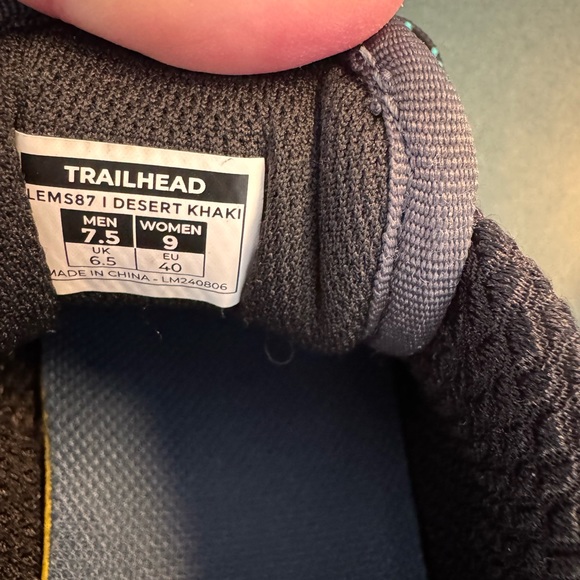 TRAILHEAD
LEMS87 | DESERT KHAKI
MEN WOMEN
7.5 9
UK EU
6.5 40
MADE IN CHINA - LM240806